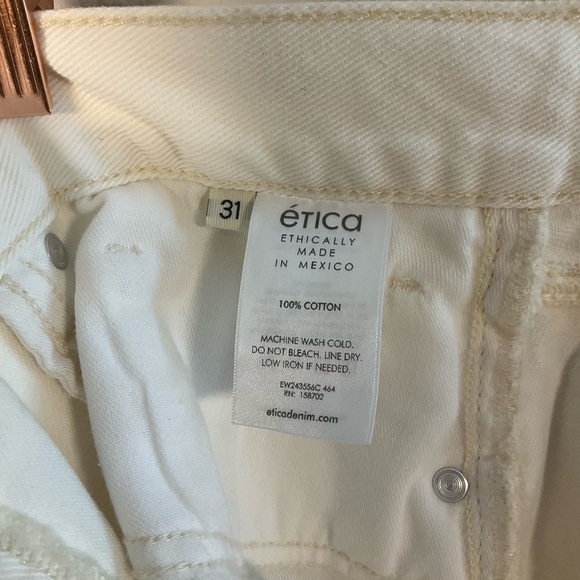 31
ética
ETHICALLY
MADE
IN MEXICO
100% COTTON
MACHINE WASH COLD.
DO NOT BLEACH. LINE DRY.
LOW IRON IF NEEDED.
EW243556C 464
RN: 158702
eticadenim.com